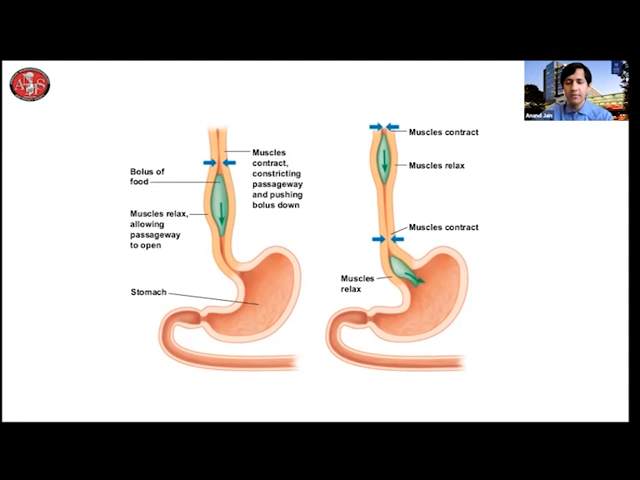 ANS
Anand Jain
Muscles
contract,
constricting
passageway
and pushing
bolus down
Bolus of
food
Muscles relax,
allowing
passageway
to open
Stomach
Muscles contract
Muscles relax
Muscles contract
Muscles
relax